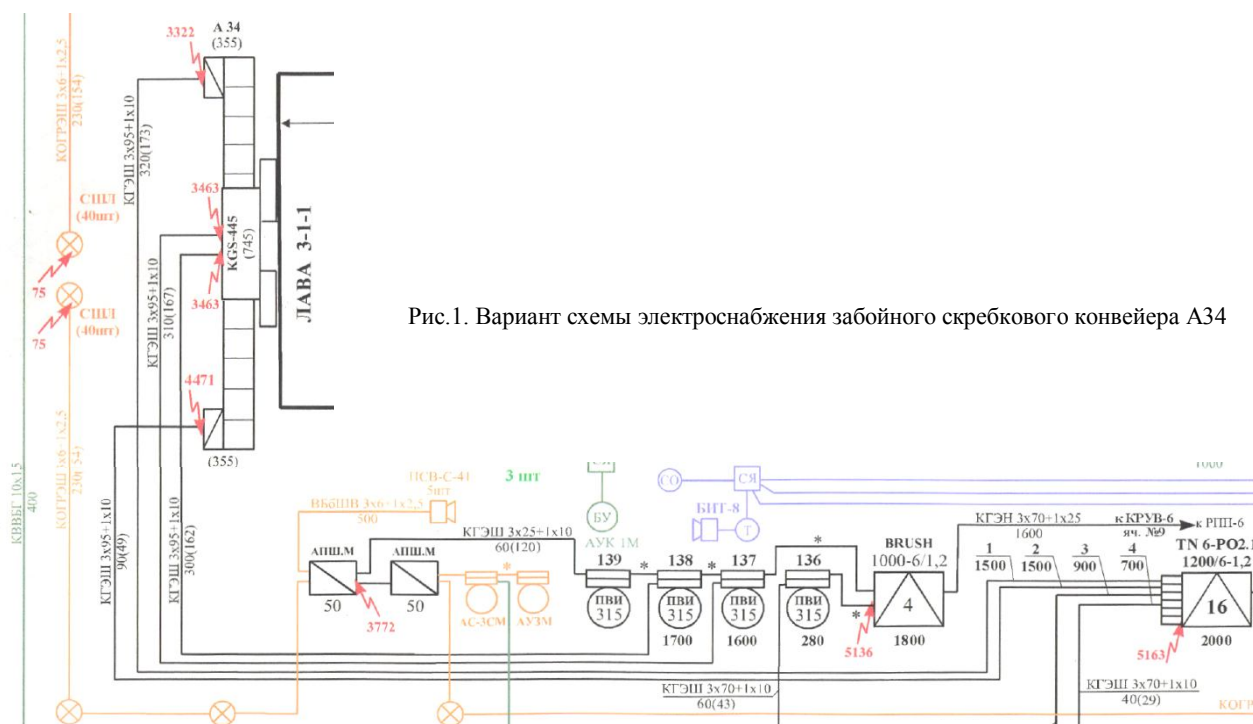 А 34
(355)
3322
КОГРЭШ 3х6+1х2,5
230(154)
КГЭШ 3х95+1х10
320(173)
СШЛ
(40шт)
75
СШЛ
(40шт)
75
3463
KGS-445
(745)
3463
ЛАВА 3-1-1
КГЭШ 3х95+1х10
310(167)
Рис.1. Вариант схемы электроснабжения забойного скребкового конвейера А34
4471
(355)
КВВБГ 10х1,5
400
КОГРЭШ 3х6+1х2,5
КГЭШ 3х95+1х10
90(49)
КГЭШ 3х95+1х10
300(162)
ПСВ-С-41
5шт
3 шт
ВБбШВ 3х6+1х2,5
500
КГЭШ 3х25+1х10
60(120)
БУ
АУК 1М
СО
СЯ
БИТ-8
Т
1000
КГЭН 3х70+1х25
1600
к КРУВ-6
яч. №9
к РПП-6
АПШ.М
50
АПШ.М
50
3772
АС-3СМ
АУЗМ
*
139
ПВИ
315
*
138
ПВИ
315
1700
*
137
ПВИ
315
1600
*
136
ПВИ
315
280
*
BRUSH
1000-6/1,2
4
1800
5136
1
1500
2
1500
3
900
4
700
TN 6-PO2.1
1200/6-1,2
16
2000
5163
КГЭШ 3х70+1х10
60(43)
КГЭШ 3х70+1х10
40(29)
КОГР